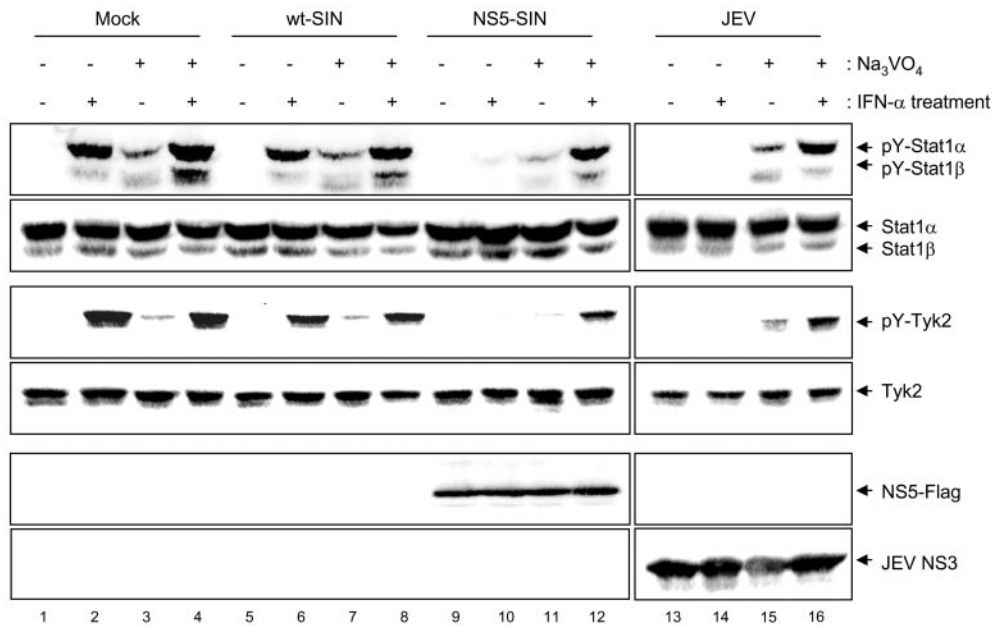 Mock wt-SIN NS5-SIN JEV
- - + + - - + + - - + + - - + + : Na₃VO₄
- + - + - + - + - + - + - + - + : IFN-α treatment
pY-Stat1α
pY-Stat1β
Stat1α
Stat1β
pY-Tyk2
Tyk2
NS5-Flag
JEV NS3
1 2 3 4 5 6 7 8 9 10 11 12 13 14 15 16